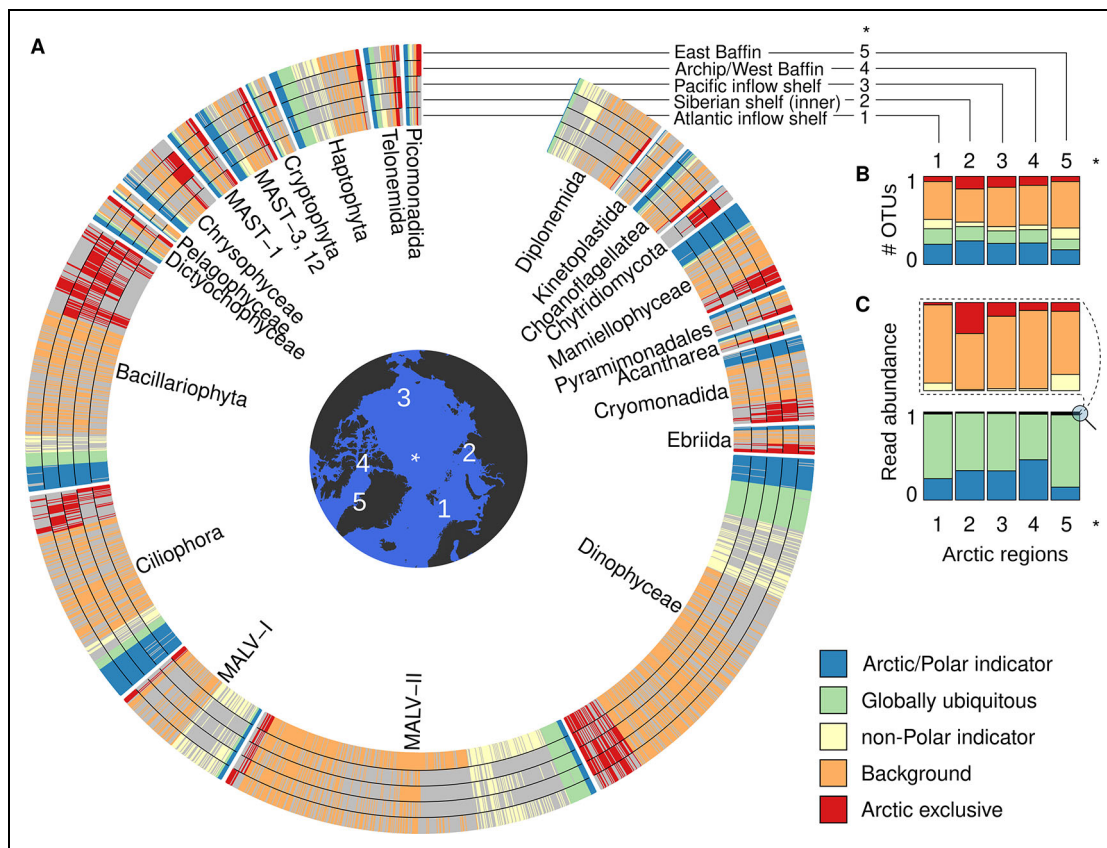 A
*
East Baffin 5
Archip/West Baffin 4
Pacific inflow shelf 3
Siberian shelf (inner) 2
Atlantic inflow shelf 1
1 2 3 4 5 *
B
1
# OTUs
0
C
Read abundance
1
0
1 2 3 4 5 *
Arctic regions
Picomonadida
Telonemida
Haptophyta
Cryptophyta
MAST-3, 12
MAST-1
Chrysophyceae
Pelagophyceae
Dictyochophyceae
Bacillariophyta
Ciliophora
MALV-I
MALV-II
Dinophyceae
Ebriida
Cryomonadida
Acantharea
Pyramimonadales
Mamiellophyceae
Chytridiomycota
Choanoflagellatea
Kinetoplastida
Diplonemida
3
2
4
*
5
1
Arctic/Polar indicator
Globally ubiquitous
non-Polar indicator
Background
Arctic exclusive